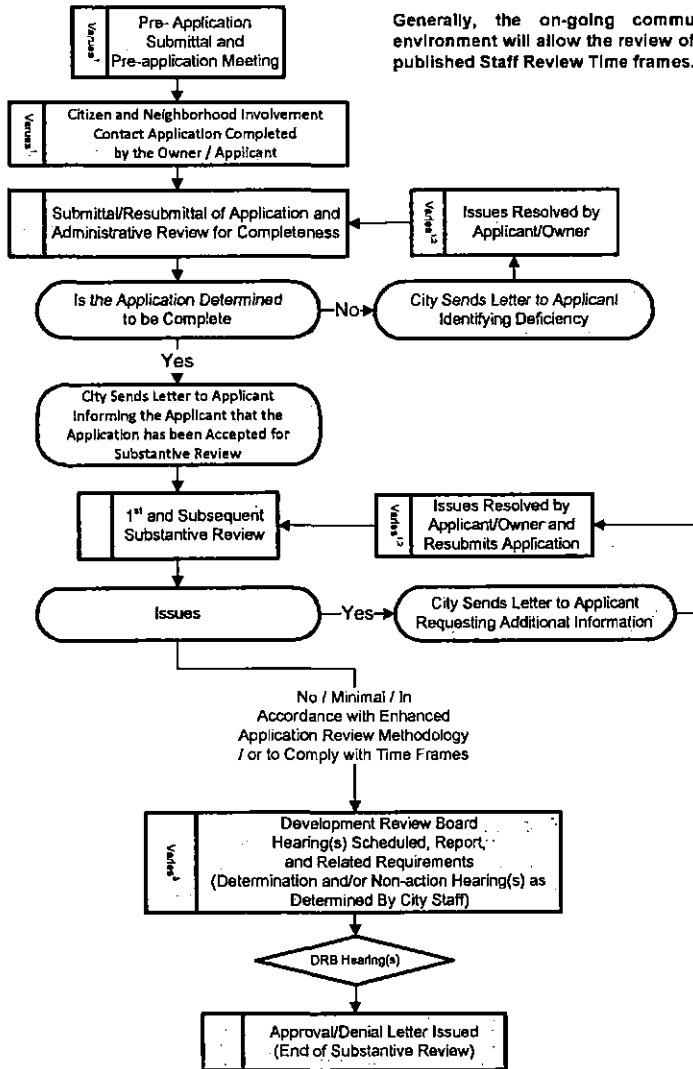 Generally, the on-going commu
environment will allow the review of
published Staff Review Time frames.
Varies¹
Pre- Application
Submittal and
Pre-application Meeting
Varies¹
Citizen and Neighborhood Involvement
Contact Application Completed
by the Owner / Applicant
Submittal/Resubmittal of Application and
Administrative Review for Completeness
Varies¹·²
Issues Resolved by
Applicant/Owner
Is the Application Determined
to be Complete
No
City Sends Letter to Applicant
Identifying Deficiency
Yes
City Sends Letter to Applicant
Informing the Applicant that the
Application has been Accepted for
Substantive Review
1st and Subsequent
Substantive Review
Varies¹·²
Issues Resolved by
Applicant/Owner and
Resubmits Application
Issues
Yes
City Sends Letter to Applicant
Requesting Additional Information
No / Minimal / In
Accordance with Enhanced
Application Review Methodology
/ or to Comply with Time Frames
Varies³
Development Review Board
Hearing(s) Scheduled, Report,
and Related Requirements
(Determination and/or Non-action Hearing(s) as
Determined By City Staff)
DRB Hearing(s)
Approval/Denial Letter Issued
(End of Substantive Review)